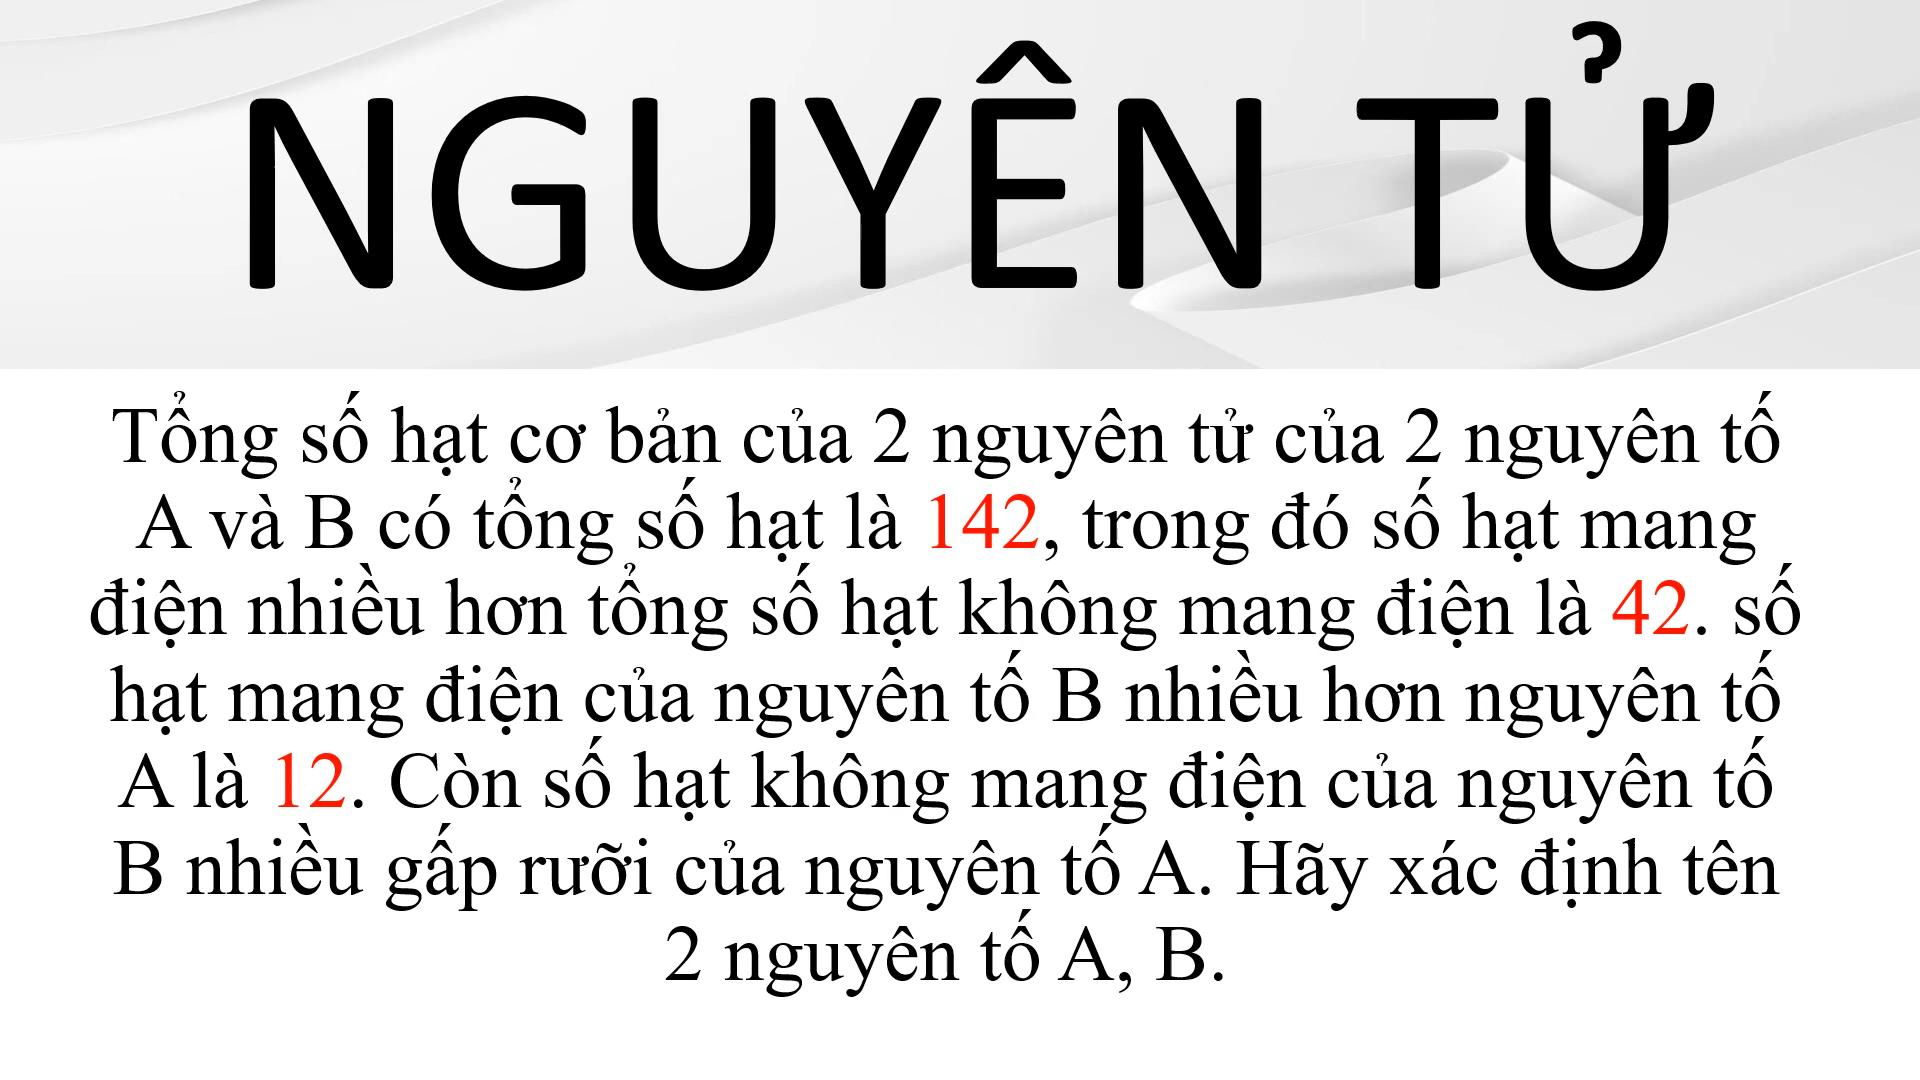 NGUYÊN TỬ
Tổng số hạt cơ bản của 2 nguyên tử của 2 nguyên tố
A và B có tổng số hạt là 142, trong đó số hạt mang
điện nhiều hơn tổng số hạt không mang điện là 42. số
hạt mang điện của nguyên tố B nhiều hơn nguyên tố
A là 12. Còn số hạt không mang điện của nguyên tố
B nhiều gấp rưỡi của nguyên tố A. Hãy xác định tên
2 nguyên tố A, B.